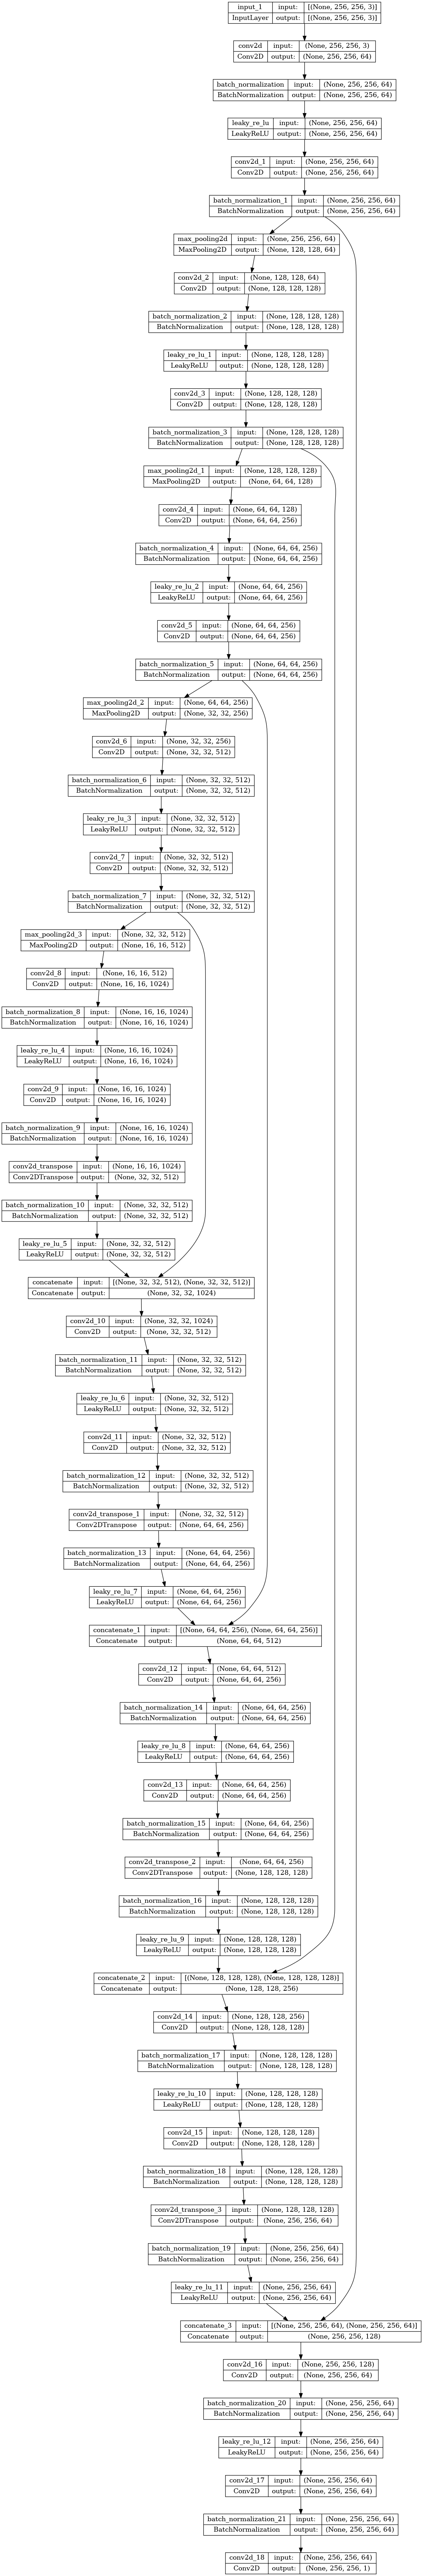 input_1 input: [(None, 256, 256, 3)]
InputLayer output: [(None, 256, 256, 3)]
conv2d input: (None, 256, 256, 3)
Conv2D output: (None, 256, 256, 64)
batch_normalization input: (None, 256, 256, 64)
BatchNormalization output: (None, 256, 256, 64)
leaky_re_lu input: (None, 256, 256, 64)
LeakyReLU output: (None, 256, 256, 64)
conv2d_1 input: (None, 256, 256, 64)
Conv2D output: (None, 256, 256, 64)
batch_normalization_1 input: (None, 256, 256, 64)
BatchNormalization output: (None, 256, 256, 64)
max_pooling2d input: (None, 256, 256, 64)
MaxPooling2D output: (None, 128, 128, 64)
conv2d_2 input: (None, 128, 128, 64)
Conv2D output: (None, 128, 128, 128)
batch_normalization_2 input: (None, 128, 128, 128)
BatchNormalization output: (None, 128, 128, 128)
leaky_re_lu_1 input: (None, 128, 128, 128)
LeakyReLU output: (None, 128, 128, 128)
conv2d_3 input: (None, 128, 128, 128)
Conv2D output: (None, 128, 128, 128)
batch_normalization_3 input: (None, 128, 128, 128)
BatchNormalization output: (None, 128, 128, 128)
max_pooling2d_1 input: (None, 128, 128, 128)
MaxPooling2D output: (None, 64, 64, 128)
conv2d_4 input: (None, 64, 64, 128)
Conv2D output: (None, 64, 64, 256)
batch_normalization_4 input: (None, 64, 64, 256)
BatchNormalization output: (None, 64, 64, 256)
leaky_re_lu_2 input: (None, 64, 64, 256)
LeakyReLU output: (None, 64, 64, 256)
conv2d_5 input: (None, 64, 64, 256)
Conv2D output: (None, 64, 64, 256)
batch_normalization_5 input: (None, 64, 64, 256)
BatchNormalization output: (None, 64, 64, 256)
max_pooling2d_2 input: (None, 64, 64, 256)
MaxPooling2D output: (None, 32, 32, 256)
conv2d_6 input: (None, 32, 32, 256)
Conv2D output: (None, 32, 32, 512)
batch_normalization_6 input: (None, 32, 32, 512)
BatchNormalization output: (None, 32, 32, 512)
leaky_re_lu_3 input: (None, 32, 32, 512)
LeakyReLU output: (None, 32, 32, 512)
conv2d_7 input: (None, 32, 32, 512)
Conv2D output: (None, 32, 32, 512)
batch_normalization_7 input: (None, 32, 32, 512)
BatchNormalization output: (None, 32, 32, 512)
max_pooling2d_3 input: (None, 32, 32, 512)
MaxPooling2D output: (None, 16, 16, 512)
conv2d_8 input: (None, 16, 16, 512)
Conv2D output: (None, 16, 16, 1024)
batch_normalization_8 input: (None, 16, 16, 1024)
BatchNormalization output: (None, 16, 16, 1024)
leaky_re_lu_4 input: (None, 16, 16, 1024)
LeakyReLU output: (None, 16, 16, 1024)
conv2d_9 input: (None, 16, 16, 1024)
Conv2D output: (None, 16, 16, 1024)
batch_normalization_9 input: (None, 16, 16, 1024)
BatchNormalization output: (None, 16, 16, 1024)
conv2d_transpose input: (None, 16, 16, 1024)
Conv2DTranspose output: (None, 32, 32, 512)
batch_normalization_10 input: (None, 32, 32, 512)
BatchNormalization output: (None, 32, 32, 512)
leaky_re_lu_5 input: (None, 32, 32, 512)
LeakyReLU output: (None, 32, 32, 512)
concatenate input: [(None, 32, 32, 512), (None, 32, 32, 512)]
Concatenate output: (None, 32, 32, 1024)
conv2d_10 input: (None, 32, 32, 1024)
Conv2D output: (None, 32, 32, 512)
batch_normalization_11 input: (None, 32, 32, 512)
BatchNormalization output: (None, 32, 32, 512)
leaky_re_lu_6 input: (None, 32, 32, 512)
LeakyReLU output: (None, 32, 32, 512)
conv2d_11 input: (None, 32, 32, 512)
Conv2D output: (None, 32, 32, 512)
batch_normalization_12 input: (None, 32, 32, 512)
BatchNormalization output: (None, 32, 32, 512)
conv2d_transpose_1 input: (None, 32, 32, 512)
Conv2DTranspose output: (None, 64, 64, 256)
batch_normalization_13 input: (None, 64, 64, 256)
BatchNormalization output: (None, 64, 64, 256)
leaky_re_lu_7 input: (None, 64, 64, 256)
LeakyReLU output: (None, 64, 64, 256)
concatenate_1 input: [(None, 64, 64, 256), (None, 64, 64, 256)]
Concatenate output: (None, 64, 64, 512)
conv2d_12 input: (None, 64, 64, 512)
Conv2D output: (None, 64, 64, 256)
batch_normalization_14 input: (None, 64, 64, 256)
BatchNormalization output: (None, 64, 64, 256)
leaky_re_lu_8 input: (None, 64, 64, 256)
LeakyReLU output: (None, 64, 64, 256)
conv2d_13 input: (None, 64, 64, 256)
Conv2D output: (None, 64, 64, 256)
batch_normalization_15 input: (None, 64, 64, 256)
BatchNormalization output: (None, 64, 64, 256)
conv2d_transpose_2 input: (None, 64, 64, 256)
Conv2DTranspose output: (None, 128, 128, 128)
batch_normalization_16 input: (None, 128, 128, 128)
BatchNormalization output: (None, 128, 128, 128)
leaky_re_lu_9 input: (None, 128, 128, 128)
LeakyReLU output: (None, 128, 128, 128)
concatenate_2 input: [(None, 128, 128, 128), (None, 128, 128, 128)]
Concatenate output: (None, 128, 128, 256)
conv2d_14 input: (None, 128, 128, 256)
Conv2D output: (None, 128, 128, 128)
batch_normalization_17 input: (None, 128, 128, 128)
BatchNormalization output: (None, 128, 128, 128)
leaky_re_lu_10 input: (None, 128, 128, 128)
LeakyReLU output: (None, 128, 128, 128)
conv2d_15 input: (None, 128, 128, 128)
Conv2D output: (None, 128, 128, 128)
batch_normalization_18 input: (None, 128, 128, 128)
BatchNormalization output: (None, 128, 128, 128)
conv2d_transpose_3 input: (None, 128, 128, 128)
Conv2DTranspose output: (None, 256, 256, 64)
batch_normalization_19 input: (None, 256, 256, 64)
BatchNormalization output: (None, 256, 256, 64)
leaky_re_lu_11 input: (None, 256, 256, 64)
LeakyReLU output: (None, 256, 256, 64)
concatenate_3 input: [(None, 256, 256, 64), (None, 256, 256, 64)]
Concatenate output: (None, 256, 256, 128)
conv2d_16 input: (None, 256, 256, 128)
Conv2D output: (None, 256, 256, 64)
batch_normalization_20 input: (None, 256, 256, 64)
BatchNormalization output: (None, 256, 256, 64)
leaky_re_lu_12 input: (None, 256, 256, 64)
LeakyReLU output: (None, 256, 256, 64)
conv2d_17 input: (None, 256, 256, 64)
Conv2D output: (None, 256, 256, 64)
batch_normalization_21 input: (None, 256, 256, 64)
BatchNormalization output: (None, 256, 256, 64)
conv2d_18 input: (None, 256, 256, 64)
Conv2D output: (None, 256, 256, 1)